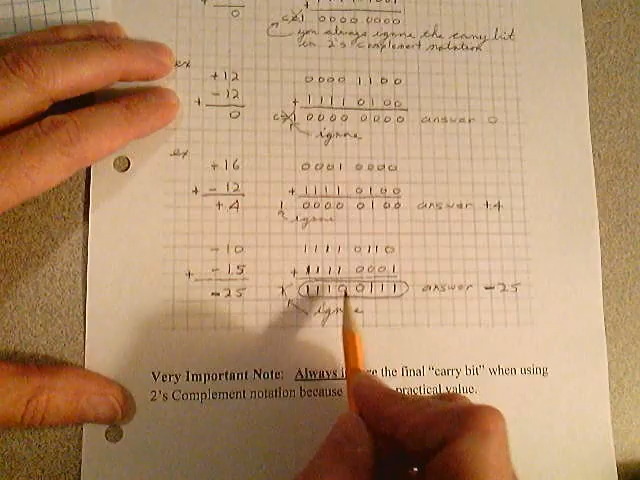 +
0
+
C=1 0000 0000
you always ignore the carry bit
in 2's complement notation
ex
+12 0000 1100
+ -12 + 1111 0100
0 C=1 0000 0000 answer 0
ignore
ex
+16 0001 0000
+ -12 + 1111 0100
+4 1 0000 0100 answer +4
ignore
-10 1111 0110
+ -15 + 1111 0001
-25 1 1110 0111 answer -25
ignore
Very Important Note: Always the final "carry bit" when using
2's Complement notation because practical value.